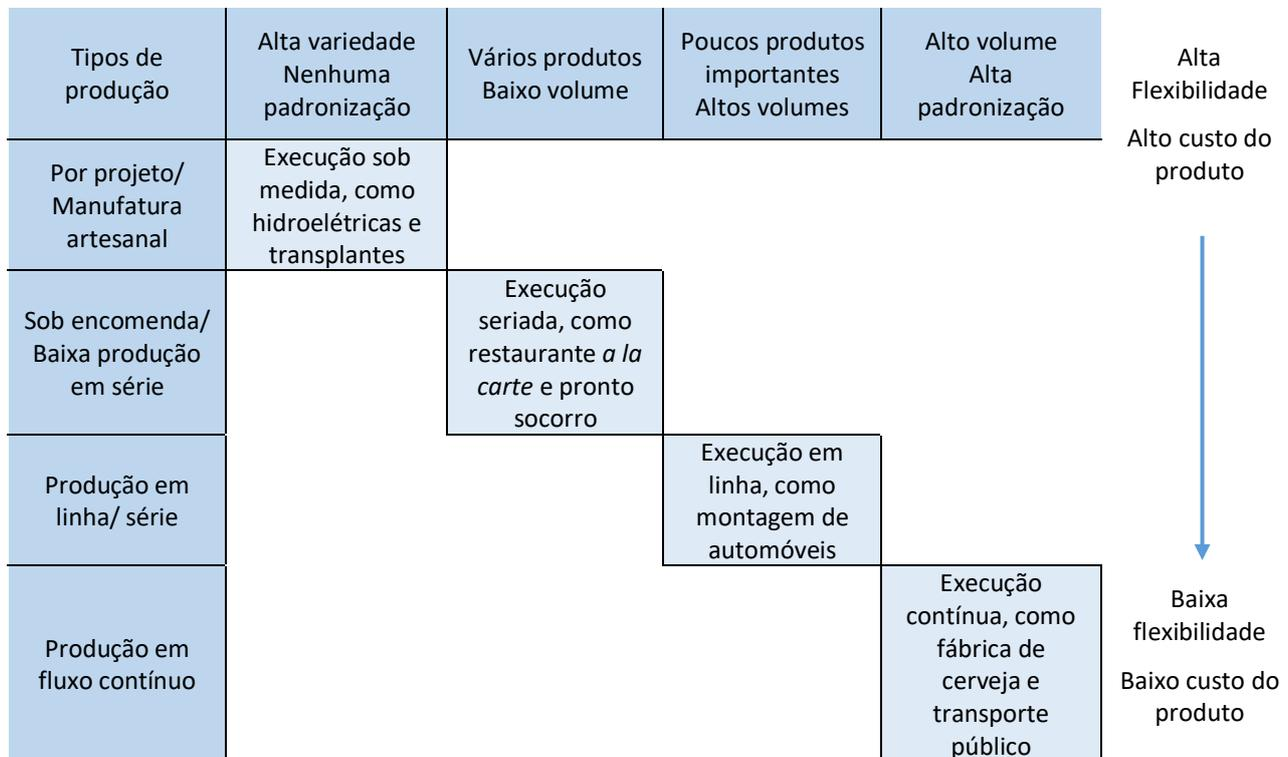 Tipos de
produção
Alta variedade
Nenhuma
padronização
Vários produtos
Baixo volume
Poucos produtos
importantes
Altos volumes
Alto volume
Alta
padronização
Alta
Flexibilidade
Alto custo do
produto
Por projeto/
Manufatura
artesanal
Execução sob
medida, como
hidroelétricas e
transplantes
Sob encomenda/
Baixa produção
em série
Execução
seriada, como
restaurante a la
carte e pronto
socorro
Produção em
linha/ série
Execução em
linha, como
montagem de
automóveis
Produção em
fluxo contínuo
Execução
contínua, como
fábrica de
cerveja e
transporte
público
Baixa
flexibilidade
Baixo custo do
produto